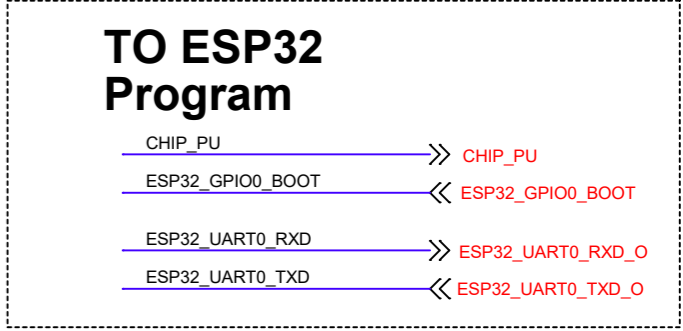 TO ESP32
Program
CHIP_PU CHIP_PU
ESP32_GPIO0_BOOT ESP32_GPIO0_BOOT
ESP32_UART0_RXD ESP32_UART0_RXD_O
ESP32_UART0_TXD ESP32_UART0_TXD_O